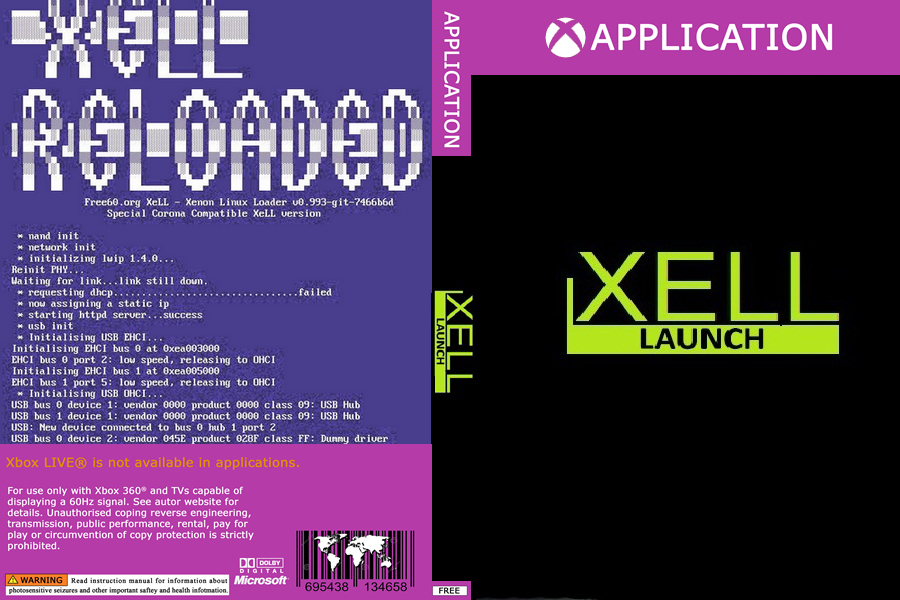 XeLL
ReLOADED
Free60.org XeLL - Xenon Linux Loader v0.993-git-7466b6d
Special Corona Compatible XeLL version
* nand init
* network init
* initializing lwip 1.4.0...
Reinit PHY...
Waiting for link...link still down.
* requesting dhcp................................failed
* now assigning a static ip
* starting httpd server...success
* usb init
* Initialising USB EHCI...
Initialising EHCI bus 0 at 0xea003000
EHCI bus 0 port 2: low speed, releasing to OHCI
Initialising EHCI bus 1 at 0xea005000
EHCI bus 1 port 5: low speed, releasing to OHCI
* Initialising USB OHCI...
USB bus 0 device 1: vendor 0000 product 0000 class 09: USB Hub
USB bus 1 device 1: vendor 0000 product 0000 class 09: USB Hub
USB: New device connected to bus 0 hub 1 port 2
USB bus 0 device 2: vendor 045E product 028F class FF: Dummy driver
Xbox LIVE® is not available in applications.
For use only with Xbox 360® and TVs capable of
displaying a 60Hz signal. See autor website for
details. Unauthorised coping reverse engineering,
transmission, public performance, rental, pay for
play or circumvention of copy protection is strictly
prohibited.
DOLBY
DIGITAL
Microsoft®
WARNING Read instruction manual for information about
photosensitive seizures and other important saftey and health infotmation.
695438 134658
APPLICATION
XELL
LAUNCH
FREE
APPLICATION
XELL
LAUNCH